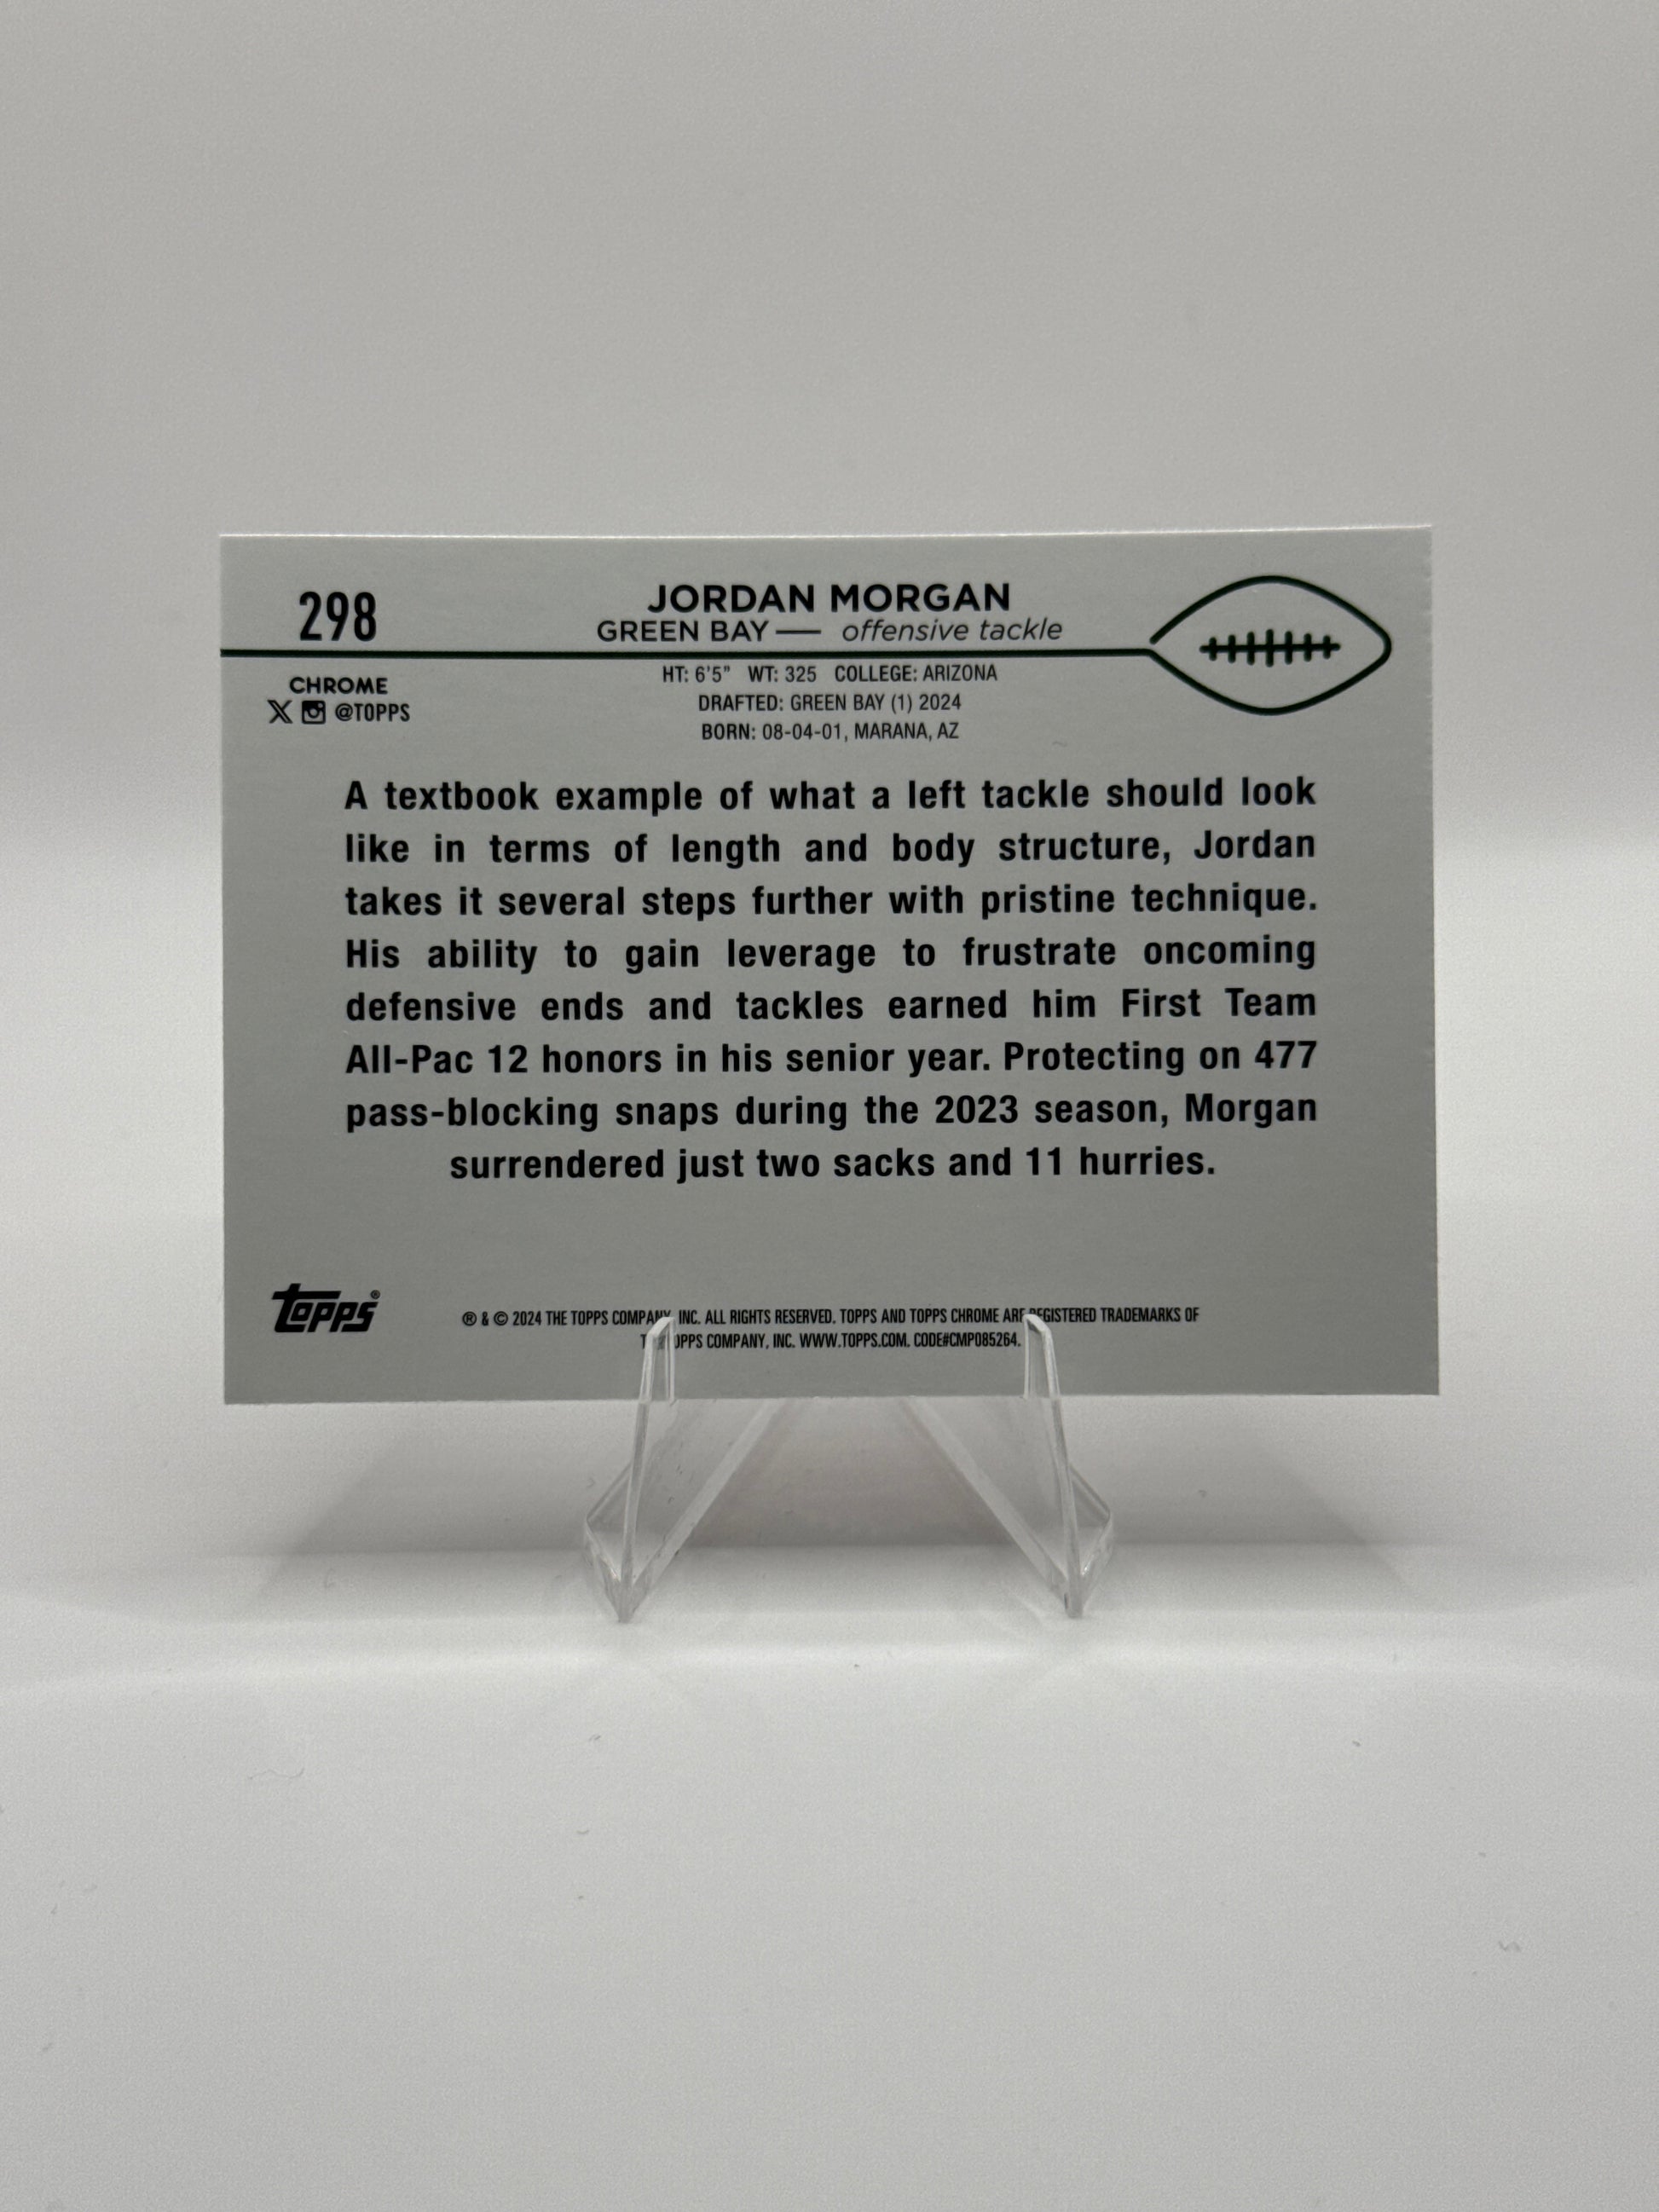 298
JORDAN MORGAN
GREEN BAY — offensive tackle
CHROME
@TOPPS
HT: 6'5" WT: 325 COLLEGE: ARIZONA
DRAFTED: GREEN BAY (1) 2024
BORN: 08-04-01, MARANA, AZ
A textbook example of what a left tackle should look
like in terms of length and body structure, Jordan
takes it several steps further with pristine technique.
His ability to gain leverage to frustrate oncoming
defensive ends and tackles earned him First Team
All-Pac 12 honors in his senior year. Protecting on 477
pass-blocking snaps during the 2023 season, Morgan
surrendered just two sacks and 11 hurries.
topps®
® & © 2024 THE TOPPS COMPANY, INC. ALL RIGHTS RESERVED. TOPPS AND TOPPS CHROME ARE REGISTERED TRADEMARKS OF
TOPPS COMPANY, INC. WWW.TOPPS.COM. CODE#CMP085264.